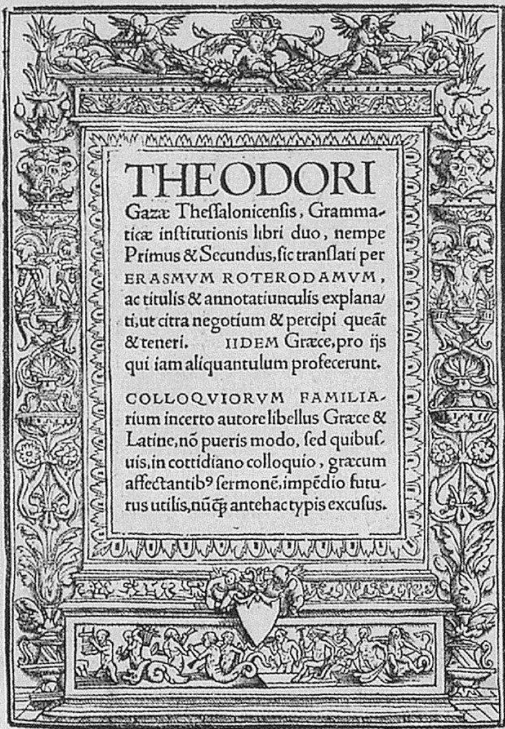 THEODORI
Gazæ Thessalonicensis, Gramma-
ticæ institutionis libri duo, nempe
Primus & Secundus, sic translati per
ERASMVM ROTERODAMVM,
ac titulis & annotatiunculis explana-
ti, ut citra negotium & percipi queāt
& teneri. IIDEM Græce, pro ijs
qui iam aliquantulum profecerunt.
COLLOQVIORVM FAMILIA-
rium incerto autore libellus Græce &
Latine, nō pueris modo, sed quibus-
uis, in cottidiano colloquio, græcum
affectantibꝰ sermonē, impēdio futu-
rus utilis, nūꝙ̄ antehac typis excusus.